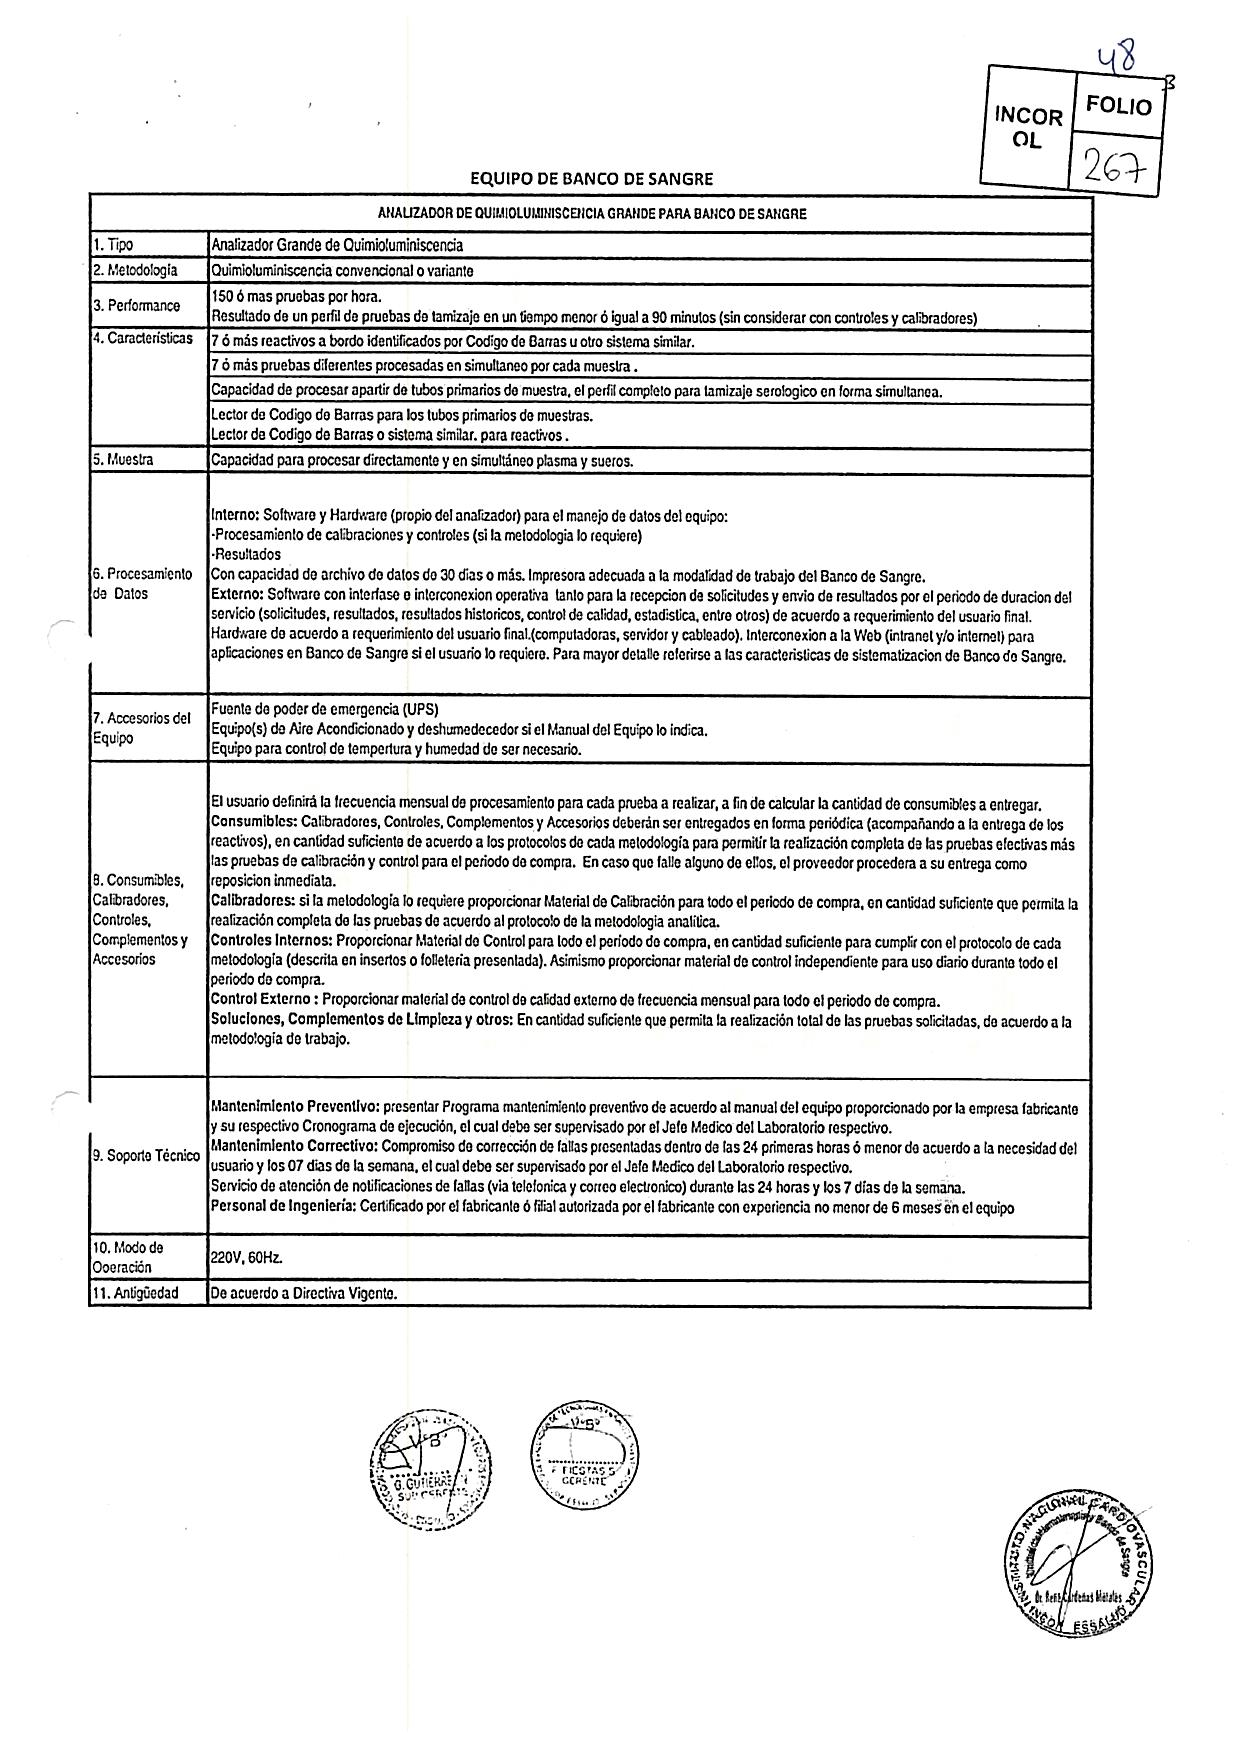 48
INCOR
OL
FOLIO
267
EQUIPO DE BANCO DE SANGRE
ANALIZADOR DE QUIMIOLUMINISCENCIA GRANDE PARA BANCO DE SANGRE
1. Tipo
Analizador Grande de Quimioluminiscencia
2. Metodología
Quimioluminiscencia convencional o variante
3. Performance
150 ó mas pruebas por hora.
Resultado de un perfil de pruebas de tamizaje en un tiempo menor ó igual a 90 minutos (sin considerar con controles y calibradores)
4. Características
7 ó más reactivos a bordo identificados por Codigo de Barras u otro sistema similar.
7 ó más pruebas diferentes procesadas en simultaneo por cada muestra .
Capacidad de procesar apartir de tubos primarios de muestra, el perfil completo para tamizaje serologico en forma simultanea.
Lector de Codigo de Barras para los tubos primarios de muestras.
Lector de Codigo de Barras o sistema similar. para reactivos .
5. Muestra
Capacidad para procesar directamente y en simultáneo plasma y sueros.
6. Procesamiento
de Datos
Interno: Software y Hardware (propio del analizador) para el manejo de datos del equipo:
-Procesamiento de calibraciones y controles (si la metodologia lo requiere)
-Resultados
Con capacidad de archivo de datos de 30 dias o más. Impresora adecuada a la modalidad de trabajo del Banco de Sangre.
Externo: Software con interfase e interconexion operativa tanto para la recepcion de solicitudes y envio de resultados por el periodo de duracion del
servicio (solicitudes, resultados, resultados historicos, control de calidad, estadistica, entre otros) de acuerdo a requerimiento del usuario final.
Hardware de acuerdo a requerimiento del usuario final.(computadoras, servidor y cableado). Interconexion a la Web (intranet y/o internet) para
aplicaciones en Banco de Sangre si el usuario lo requiere. Para mayor detalle referirse a las caracteristicas de sistematizacion de Banco de Sangre.
7. Accesorios del
Equipo
Fuente de poder de emergencia (UPS)
Equipo(s) de Aire Acondicionado y deshumedecedor si el Manual del Equipo lo indica.
Equipo para control de tempertura y humedad de ser necesario.
8. Consumibles,
Calibradores,
Controles,
Complementos y
Accesorios
El usuario definirá la frecuencia mensual de procesamiento para cada prueba a realizar, a fin de calcular la cantidad de consumibles a entregar.
Consumibles: Calibradores, Controles, Complementos y Accesorios deberán ser entregados en forma periódica (acompañando a la entrega de los
reactivos), en cantidad suficiente de acuerdo a los protocolos de cada metodología para permitir la realización completa de las pruebas efectivas más
las pruebas de calibración y control para el periodo de compra. En caso que falle alguno de ellos, el proveedor procedera a su entrega como
reposicion inmediata.
Calibradores: si la metodología lo requiere proporcionar Material de Calibración para todo el periodo de compra, en cantidad suficiente que permita la
realización completa de las pruebas de acuerdo al protocolo de la metodologia analítica.
Controles Internos: Proporcionar Material de Control para todo el período de compra, en cantidad suficiente para cumplir con el protocolo de cada
metodología (descrita en insertos o folletería presentada). Asimismo proporcionar material de control independiente para uso diario durante todo el
periodo de compra.
Control Externo : Proporcionar material de control de calidad externo de frecuencia mensual para todo el periodo de compra.
Soluciones, Complementos de Limpieza y otros: En cantidad suficiente que permita la realización total de las pruebas solicitadas, de acuerdo a la
metodología de trabajo.
9. Soporte Técnico
Mantenimiento Preventivo: presentar Programa mantenimiento preventivo de acuerdo al manual del equipo proporcionado por la empresa fabricante
y su respectivo Cronograma de ejecución, el cual debe ser supervisado por el Jefe Medico del Laboratorio respectivo.
Mantenimiento Correctivo: Compromiso de corrección de fallas presentadas dentro de las 24 primeras horas ó menor de acuerdo a la necesidad del
usuario y los 07 días de la semana, el cual debe ser supervisado por el Jefe Medico del Laboratorio respectivo.
Servicio de atención de notificaciones de fallas (via telefonica y correo electronico) durante las 24 horas y los 7 días de la semana.
Personal de Ingeniería: Certificado por el fabricante ó filial autorizada por el fabricante con experiencia no menor de 6 meses en el equipo
10. Modo de
Operación
220V, 60Hz.
11. Antigüedad
De acuerdo a Directiva Vigente.
V°B°
G. GUTIERRE
V°B°
FIESTAS S
GERENTE
INSTITUTO NACIONAL CARDIOVASCULAR
Banco de Sangre
INCOR ESSALUD